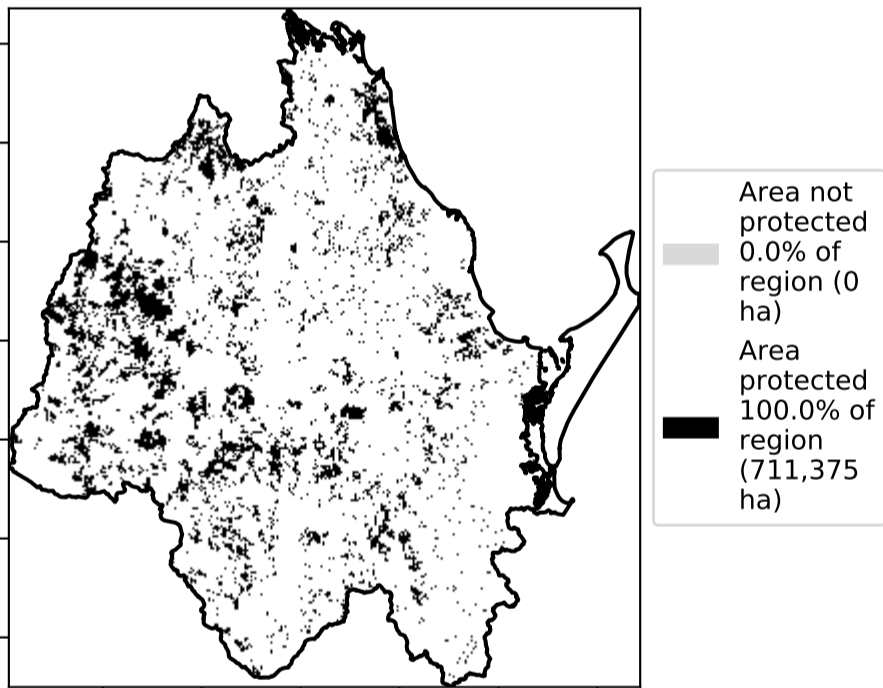 Area not
protected
0.0% of
region (0
ha)
Area
protected
100.0% of
region
(711,375
ha)